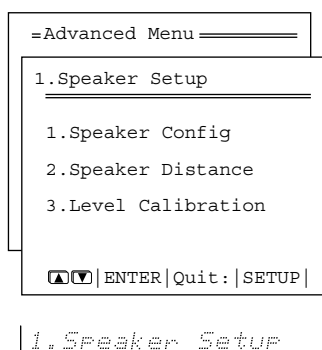 =Advanced Menu
1.Speaker Setup
1.Speaker Config
2.Speaker Distance
3.Level Calibration
▲▼|ENTER|Quit:|SETUP|
1.Speaker Setup